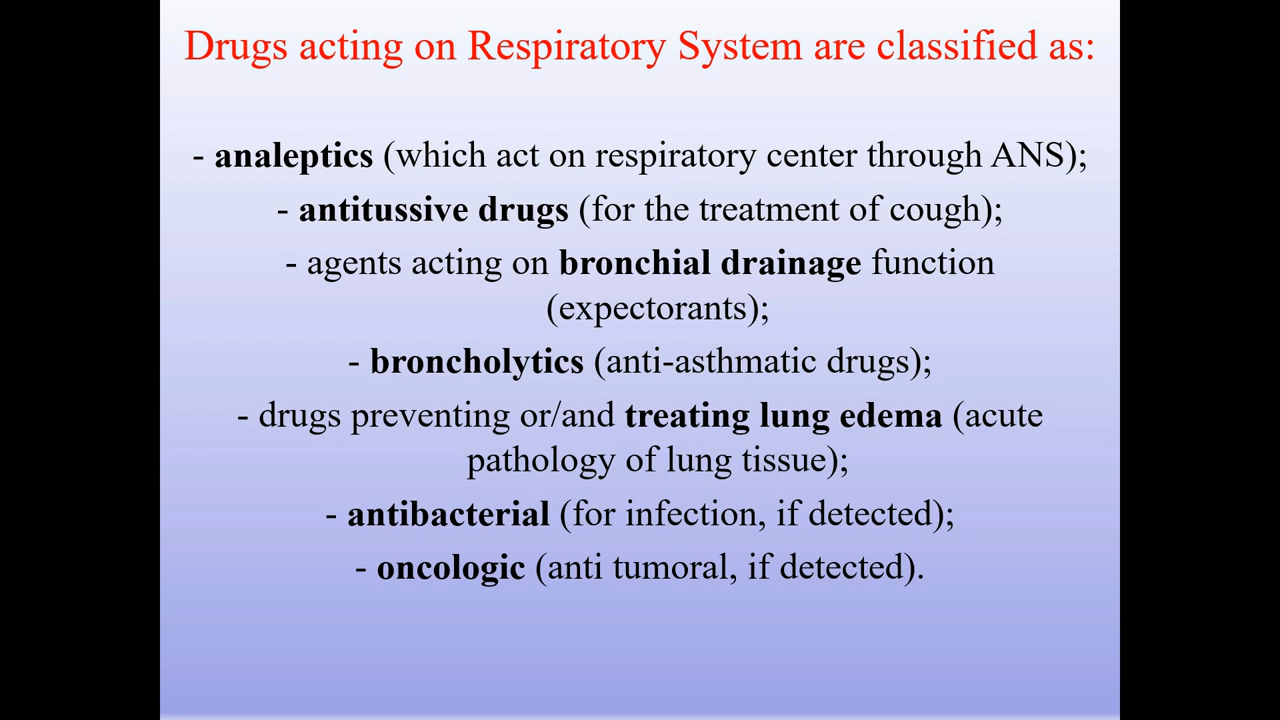 Drugs acting on Respiratory System are classified as:
- analeptics (which act on respiratory center through ANS);
- antitussive drugs (for the treatment of cough);
- agents acting on bronchial drainage function
(expectorants);
- broncholytics (anti-asthmatic drugs);
- drugs preventing or/and treating lung edema (acute
pathology of lung tissue);
- antibacterial (for infection, if detected);
- oncologic (anti tumoral, if detected).